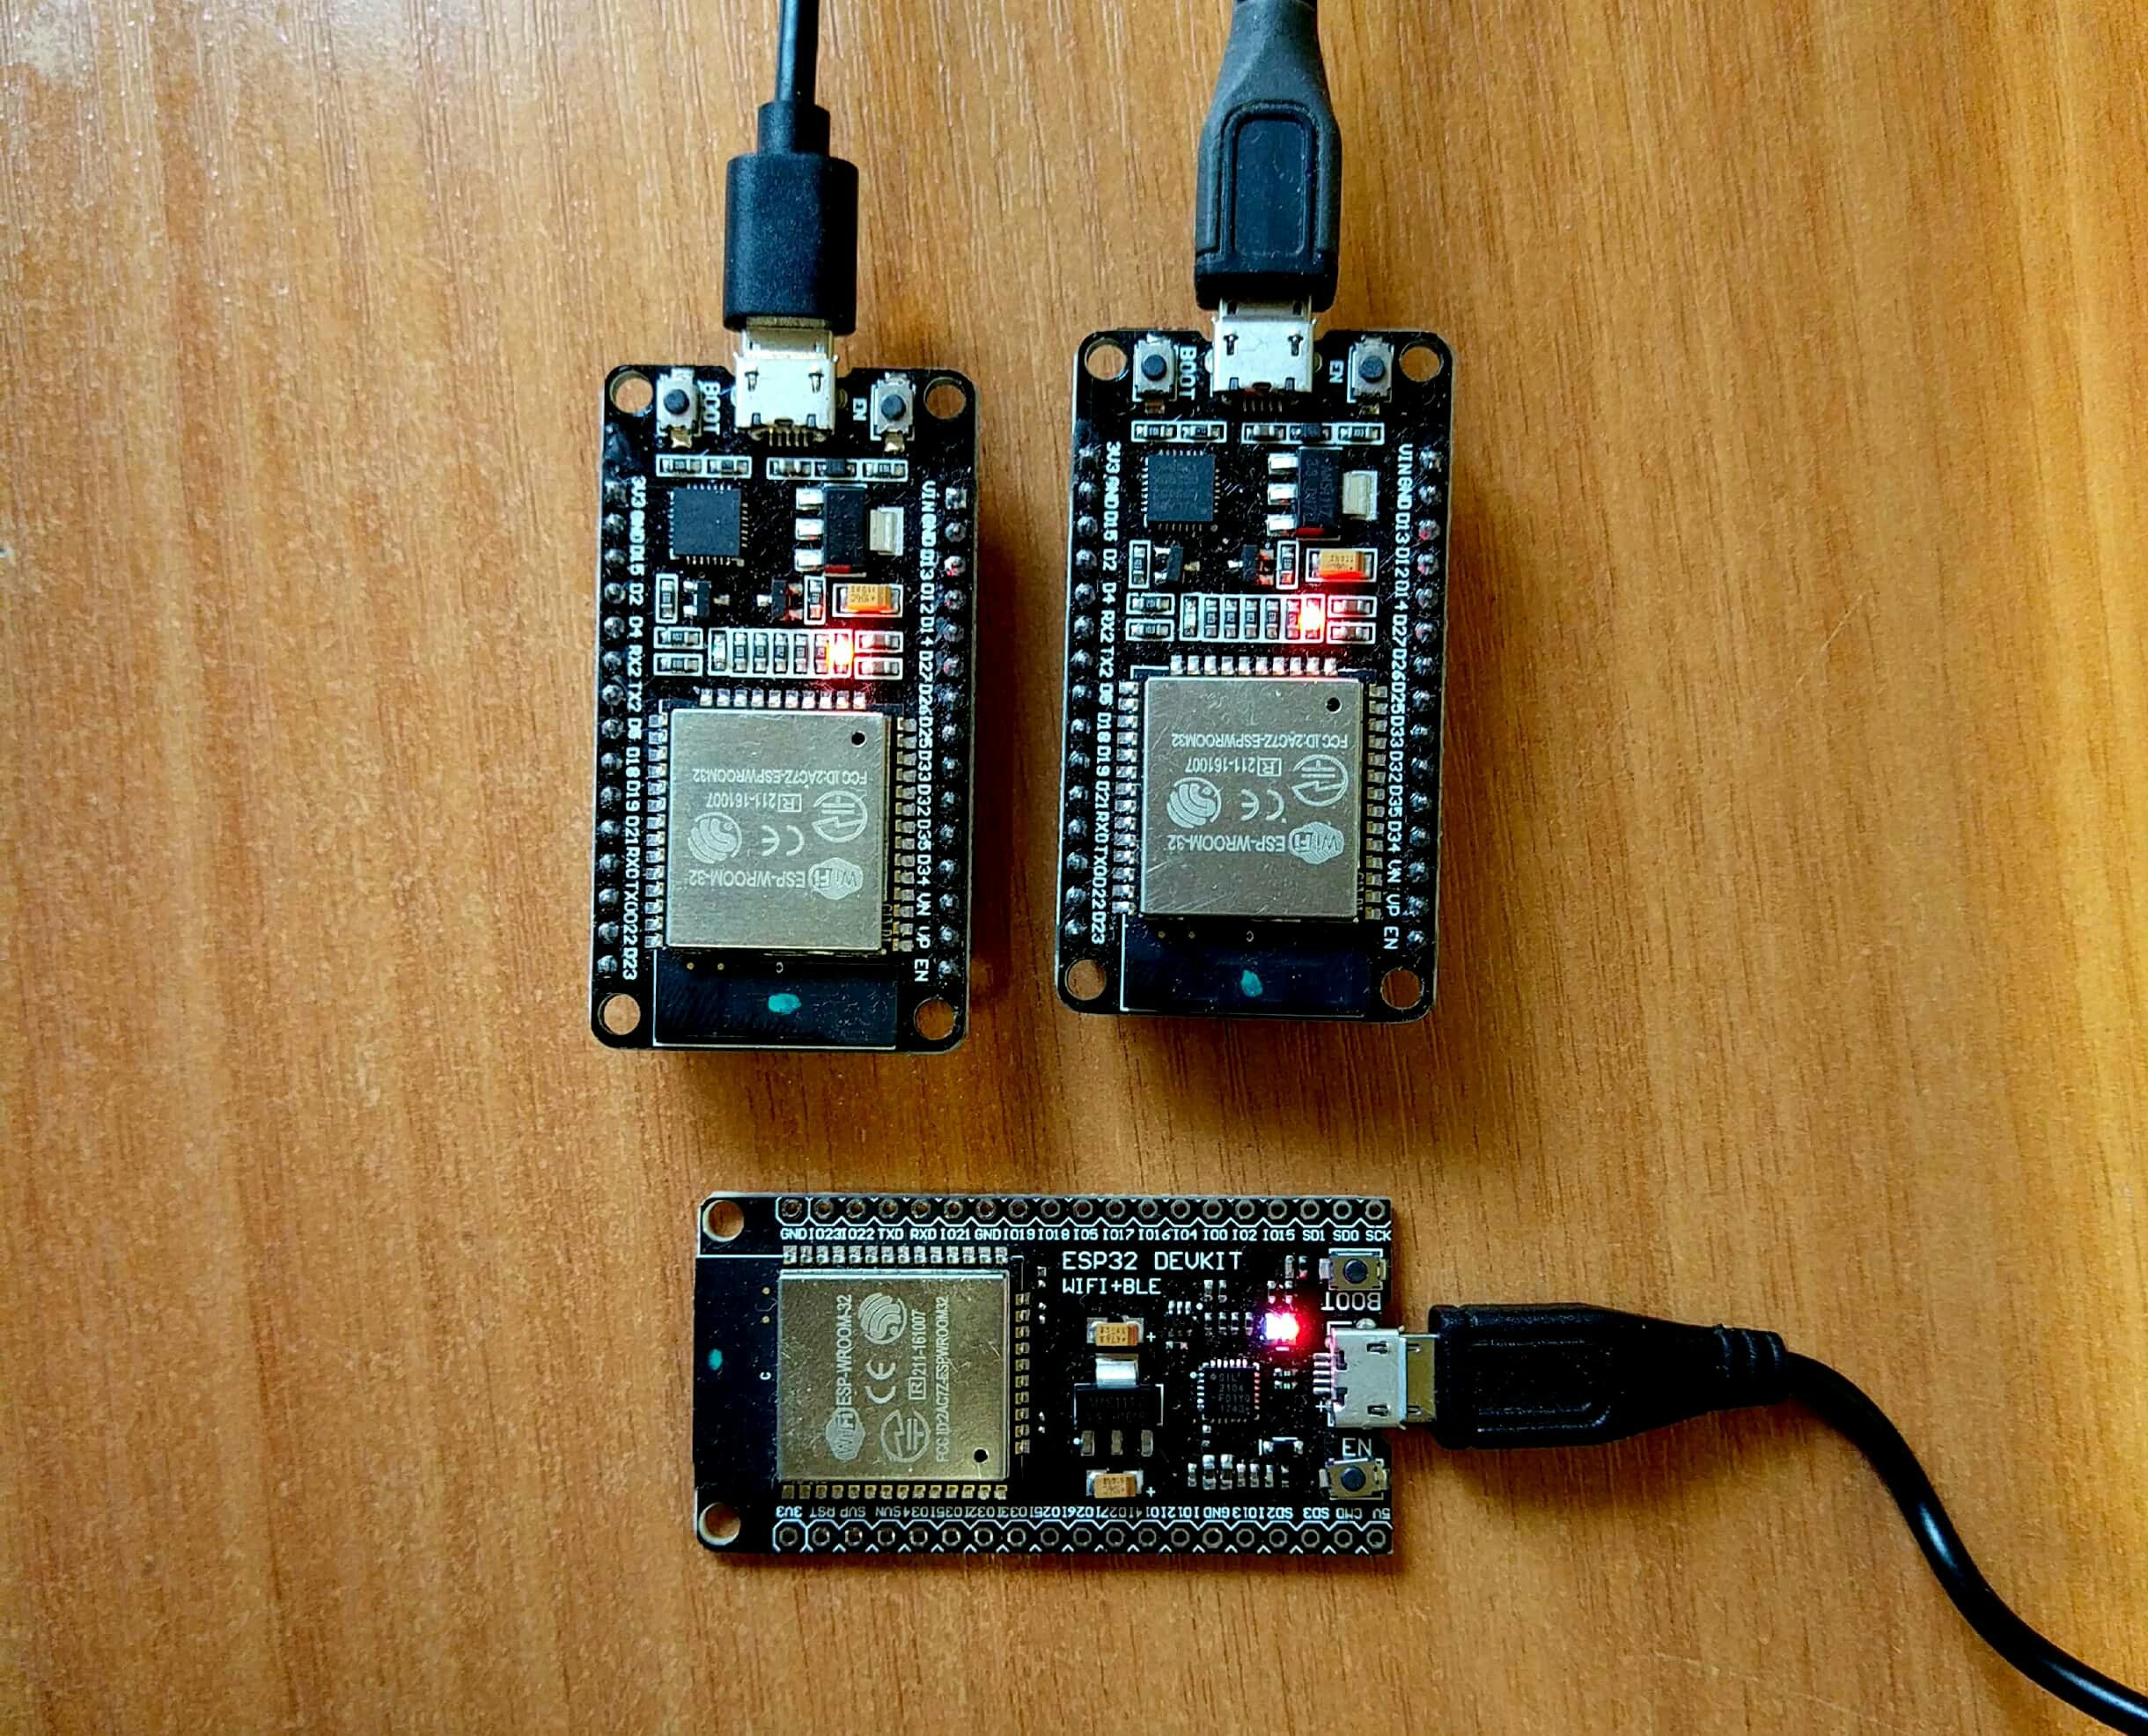 BOOT
EN
3V3 GND D15 D2 D4 RX2 TX2 D5 D18 D19 D21 RX0 TX0 D22 D23
VIN GND D13 D12 D14 D27 D26 D25 D33 D32 D35 D34 VN VP EN
WiFi ESP-WROOM-32
CE
R 211-161007
FCC ID:2AC7Z-ESPWROOM32
C
BOOT
EN
3V3 GND D15 D2 D4 RX2 TX2 D5 D18 D19 D21 RX0 TX0 D22 D23
VIN GND D13 D12 D14 D27 D26 D25 D33 D32 D35 D34 VN VP EN
WiFi ESP-WROOM-32
CE
R 211-161007
FCC ID:2AC7Z-ESPWROOM32
C
GND IO23 IO22 TXD RXD IO21 GND IO19 IO18 IO5 IO17 IO16 IO4 IO0 IO2 IO15 SD1 SD0 SCK
ESP32 DEVKIT
WIFI+BLE
BOOT
WiFi ESP-WROOM-32
CE
R 211-161007
FCC ID:2AC7Z-ESPWROOM32
C
EN
3V3 RST SVP SVN IO34 IO35 IO32 IO33 IO25 IO26 IO27 IO14 IO12 GND IO13 SD2 SD3 CMD 5V